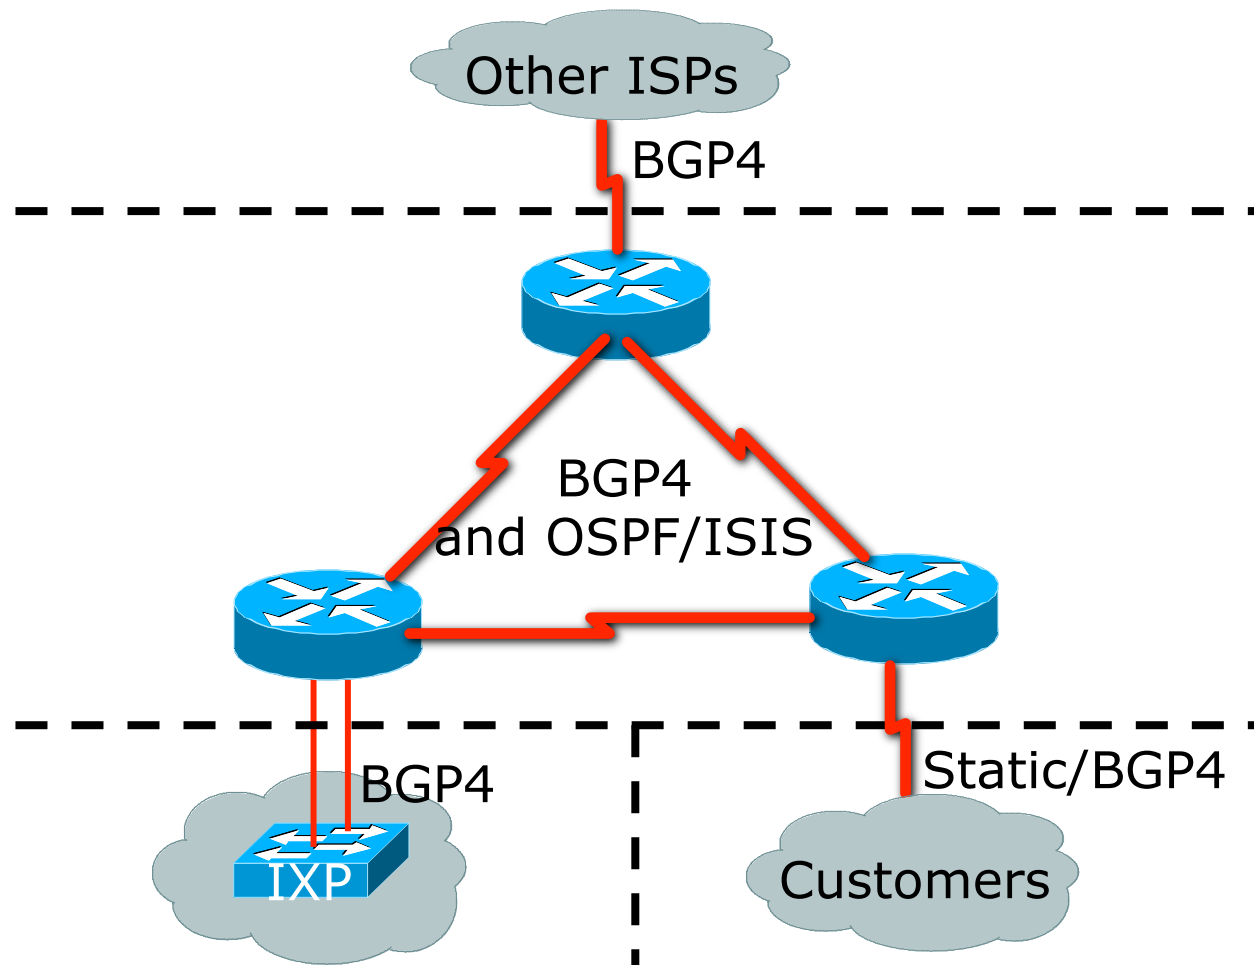 Other ISPs
BGP4
BGP4
and OSPF/ISIS
BGP4
Static/BGP4
IXP
Customers